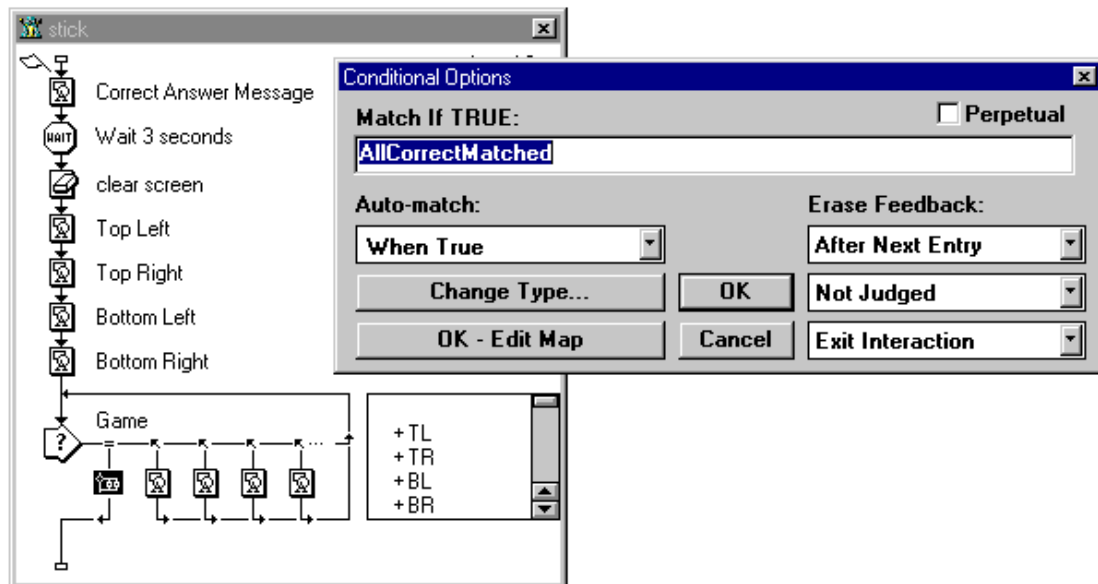 stick
Correct Answer Message
WAIT
Wait 3 seconds
clear screen
Top Left
Top Right
Bottom Left
Bottom Right
Game
?
=
+TL
+TR
+BL
+BR
Conditional Options
Match If TRUE:
Perpetual
AllCorrectMatched
Auto-match:
Erase Feedback:
When True
After Next Entry
Change Type...
OK
Not Judged
OK - Edit Map
Cancel
Exit Interaction